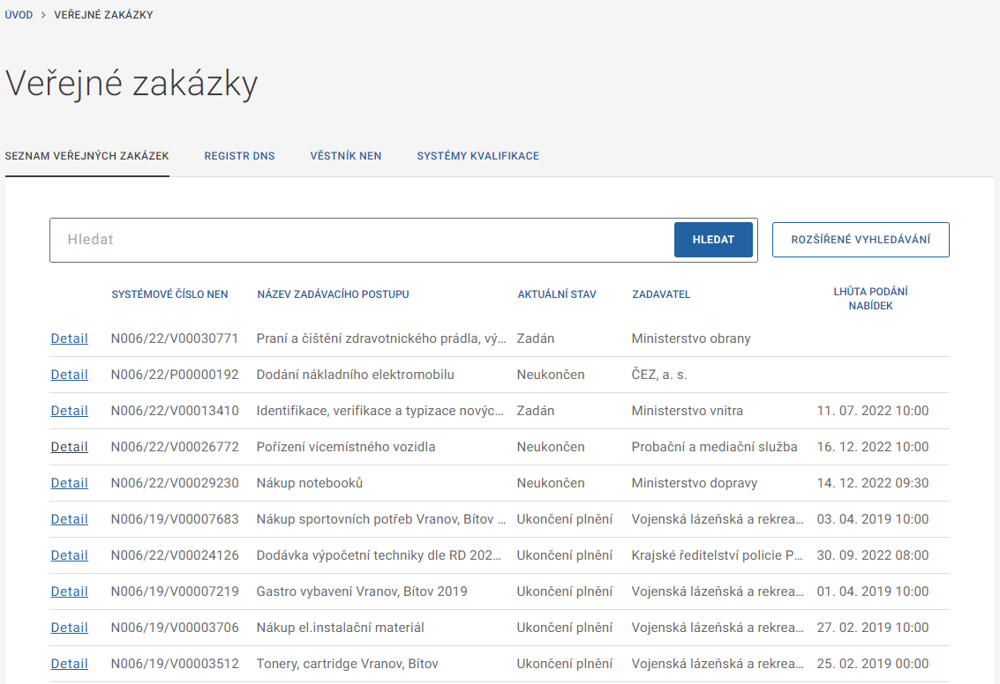 ÚVOD > VEŘEJNÉ ZAKÁZKY
Veřejné zakázky
SEZNAM VEŘEJNÝCH ZAKÁZEK REGISTR DNS VĚSTNÍK NEN SYSTÉMY KVALIFIKACE
Hledat HLEDAT ROZŠÍŘENÉ VYHLEDÁVÁNÍ
SYSTÉMOVÉ ČÍSLO NEN NÁZEV ZADÁVACÍHO POSTUPU AKTUÁLNÍ STAV ZADAVATEL LHŮTA PODÁNÍ
NABÍDEK
Detail N006/22/V00030771 Praní a čištění zdravotnického prádla, vý... Zadán Ministerstvo obrany
Detail N006/22/P00000192 Dodání nákladního elektromobilu Neukončen ČEZ, a. s.
Detail N006/22/V00013410 Identifikace, verifikace a typizace novýc... Zadán Ministerstvo vnitra 11. 07. 2022 10:00
Detail N006/22/V00026772 Pořízení vícemístného vozidla Neukončen Probační a mediační služba 16. 12. 2022 10:00
Detail N006/22/V00029230 Nákup notebooků Neukončen Ministerstvo dopravy 14. 12. 2022 09:30
Detail N006/19/V00007683 Nákup sportovních potřeb Vranov, Bítov ... Ukončení plnění Vojenská lázeňská a rekrea... 03. 04. 2019 10:00
Detail N006/22/V00024126 Dodávka výpočetní techniky dle RD 202... Ukončení plnění Krajské ředitelství policie P... 30. 09. 2022 08:00
Detail N006/19/V00007219 Gastro vybavení Vranov, Bítov 2019 Ukončení plnění Vojenská lázeňská a rekrea... 01. 04. 2019 10:00
Detail N006/19/V00003706 Nákup el.instalační materiál Ukončení plnění Vojenská lázeňská a rekrea... 27. 02. 2019 10:00
Detail N006/19/V00003512 Tonery, cartridge Vranov, Bítov Ukončení plnění Vojenská lázeňská a rekrea... 25. 02. 2019 00:00